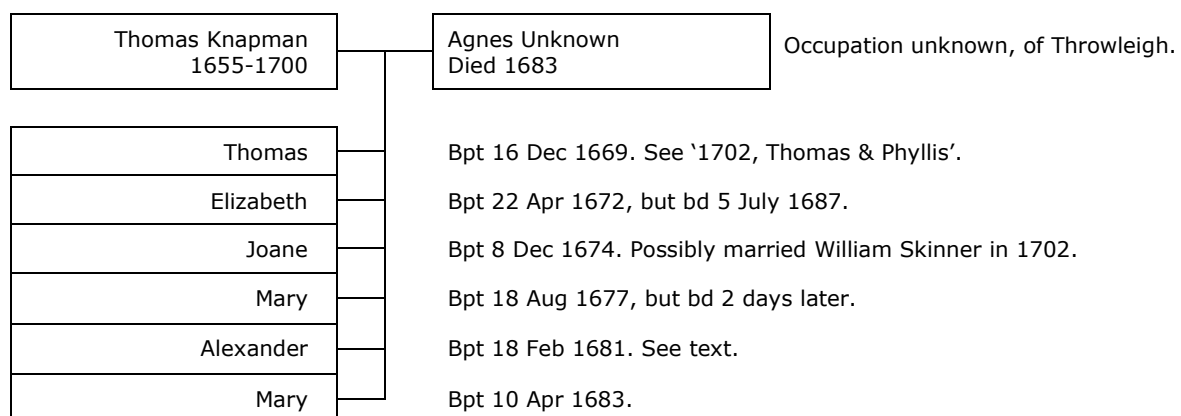 Thomas Knapman
1655-1700
Agnes Unknown
Died 1683
Occupation unknown, of Throwleigh.
Thomas
Bpt 16 Dec 1669. See ‘1702, Thomas & Phyllis’.
Elizabeth
Bpt 22 Apr 1672, but bd 5 July 1687.
Joane
Bpt 8 Dec 1674. Possibly married William Skinner in 1702.
Mary
Bpt 18 Aug 1677, but bd 2 days later.
Alexander
Bpt 18 Feb 1681. See text.
Mary
Bpt 10 Apr 1683.